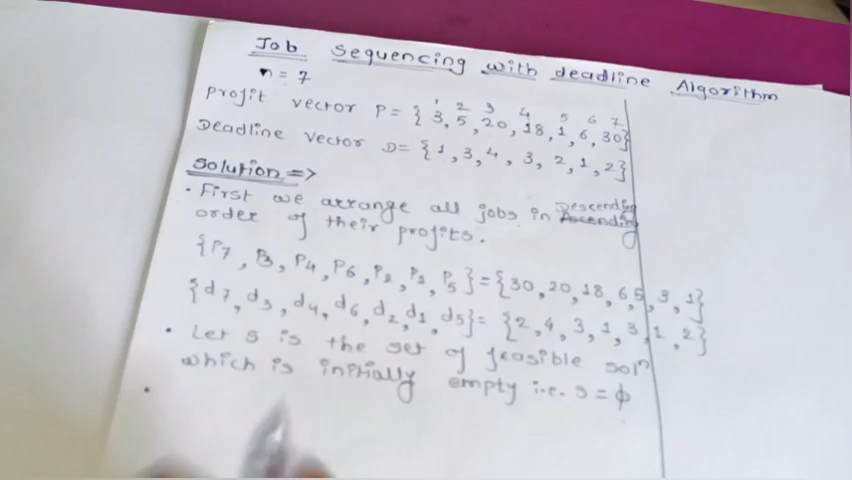 Job Sequencing with deadline Algorithm
n = 7
1 2 3 4 5 6 7
Profit vector P = {3, 5, 20, 18, 1, 6, 30}
Deadline vector D = {1, 3, 4, 3, 2, 1, 2}
Solution =>
• First we arrange all jobs in Descending
order of their profits.
{P7, P3, P4, P6, P2, P1, P5} = {30, 20, 18, 6, 5, 3, 1}
{d7, d3, d4, d6, d2, d1, d5} = {2, 4, 3, 1, 3, 1, 2}
• Let S is the set of feasible solⁿ
which is initially empty i.e. S = ϕ
•